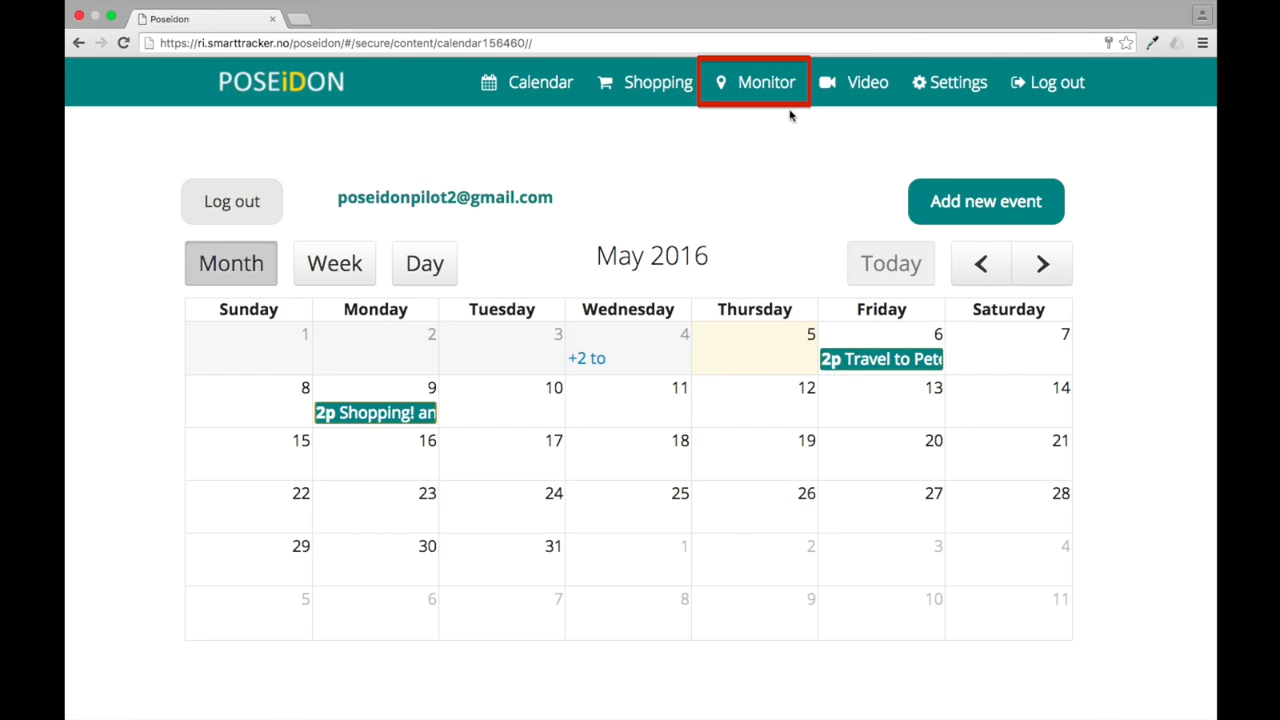 Poseidon
https://ri.smarttracker.no/poseidon/#/secure/content/calendar156460//
POSEiDON Calendar Shopping Monitor Video Settings Log out
Log out poseidonpilot2@gmail.com Add new event
Month Week Day May 2016 Today
Sunday Monday Tuesday Wednesday Thursday Friday Saturday
1 2 3 4 5 6 7
+2 to 2p Travel to Pete
8 9 10 11 12 13 14
2p Shopping! an
15 16 17 18 19 20 21
22 23 24 25 26 27 28
29 30 31 1 2 3 4
5 6 7 8 9 10 11